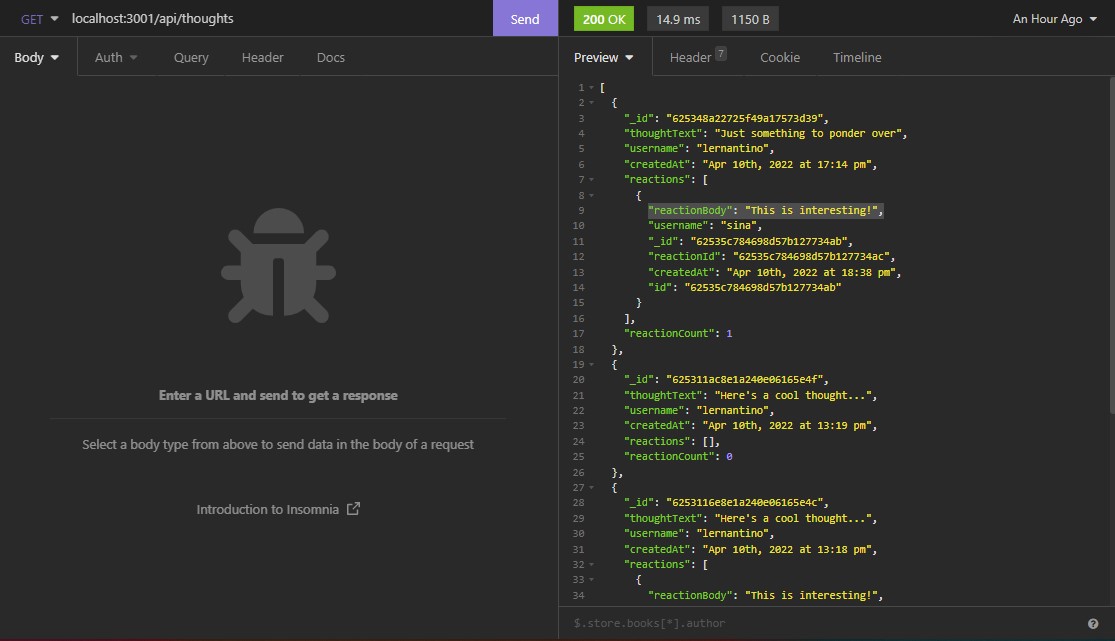 GET localhost:3001/api/thoughts Send 200 OK 14.9 ms 1150 B An Hour Ago
Body Auth Query Header Docs Preview Header 7 Cookie Timeline
Enter a URL and send to get a response
Select a body type from above to send data in the body of a request
Introduction to Insomnia
1 [
2 {
3 "_id": "625348a22725f49a17573d39",
4 "thoughtText": "Just something to ponder over",
5 "username": "lernantino",
6 "createdAt": "Apr 10th, 2022 at 17:14 pm",
7 "reactions": [
8 {
9 "reactionBody": "This is interesting!",
10 "username": "sina",
11 "_id": "62535c784698d57b127734ab",
12 "reactionId": "62535c784698d57b127734ac",
13 "createdAt": "Apr 10th, 2022 at 18:38 pm",
14 "id": "62535c784698d57b127734ab"
15 }
16 ],
17 "reactionCount": 1
18 },
19 {
20 "_id": "625311ac8e1a240e06165e4f",
21 "thoughtText": "Here's a cool thought...",
22 "username": "lernantino",
23 "createdAt": "Apr 10th, 2022 at 13:19 pm",
24 "reactions": [],
25 "reactionCount": 0
26 },
27 {
28 "_id": "6253116e8e1a240e06165e4c",
29 "thoughtText": "Here's a cool thought...",
30 "username": "lernantino",
31 "createdAt": "Apr 10th, 2022 at 13:18 pm",
32 "reactions": [
33 {
34 "reactionBody": "This is interesting!",
$.store.books[*].author